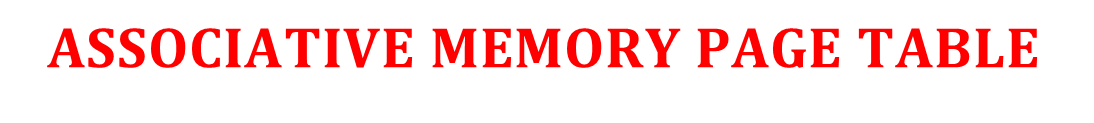 ASSOCIATIVE MEMORY PAGE TABLE